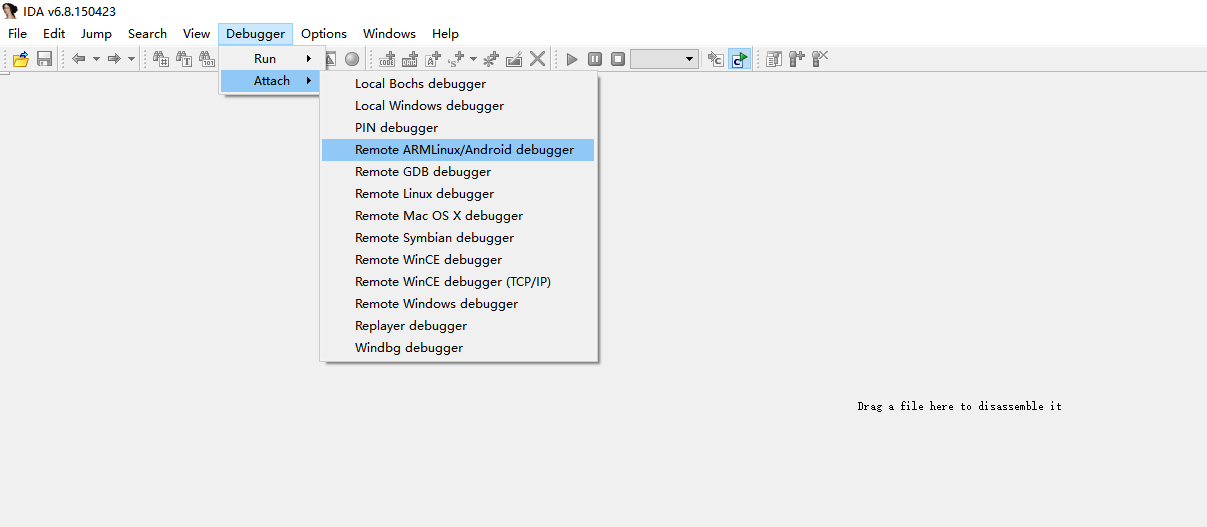 IDA v6.8.150423
File Edit Jump Search View Debugger Options Windows Help
Run
Attach
Local Bochs debugger
Local Windows debugger
PIN debugger
Remote ARMLinux/Android debugger
Remote GDB debugger
Remote Linux debugger
Remote Mac OS X debugger
Remote Symbian debugger
Remote WinCE debugger
Remote WinCE debugger (TCP/IP)
Remote Windows debugger
Replayer debugger
Windbg debugger
Drag a file here to disassemble it